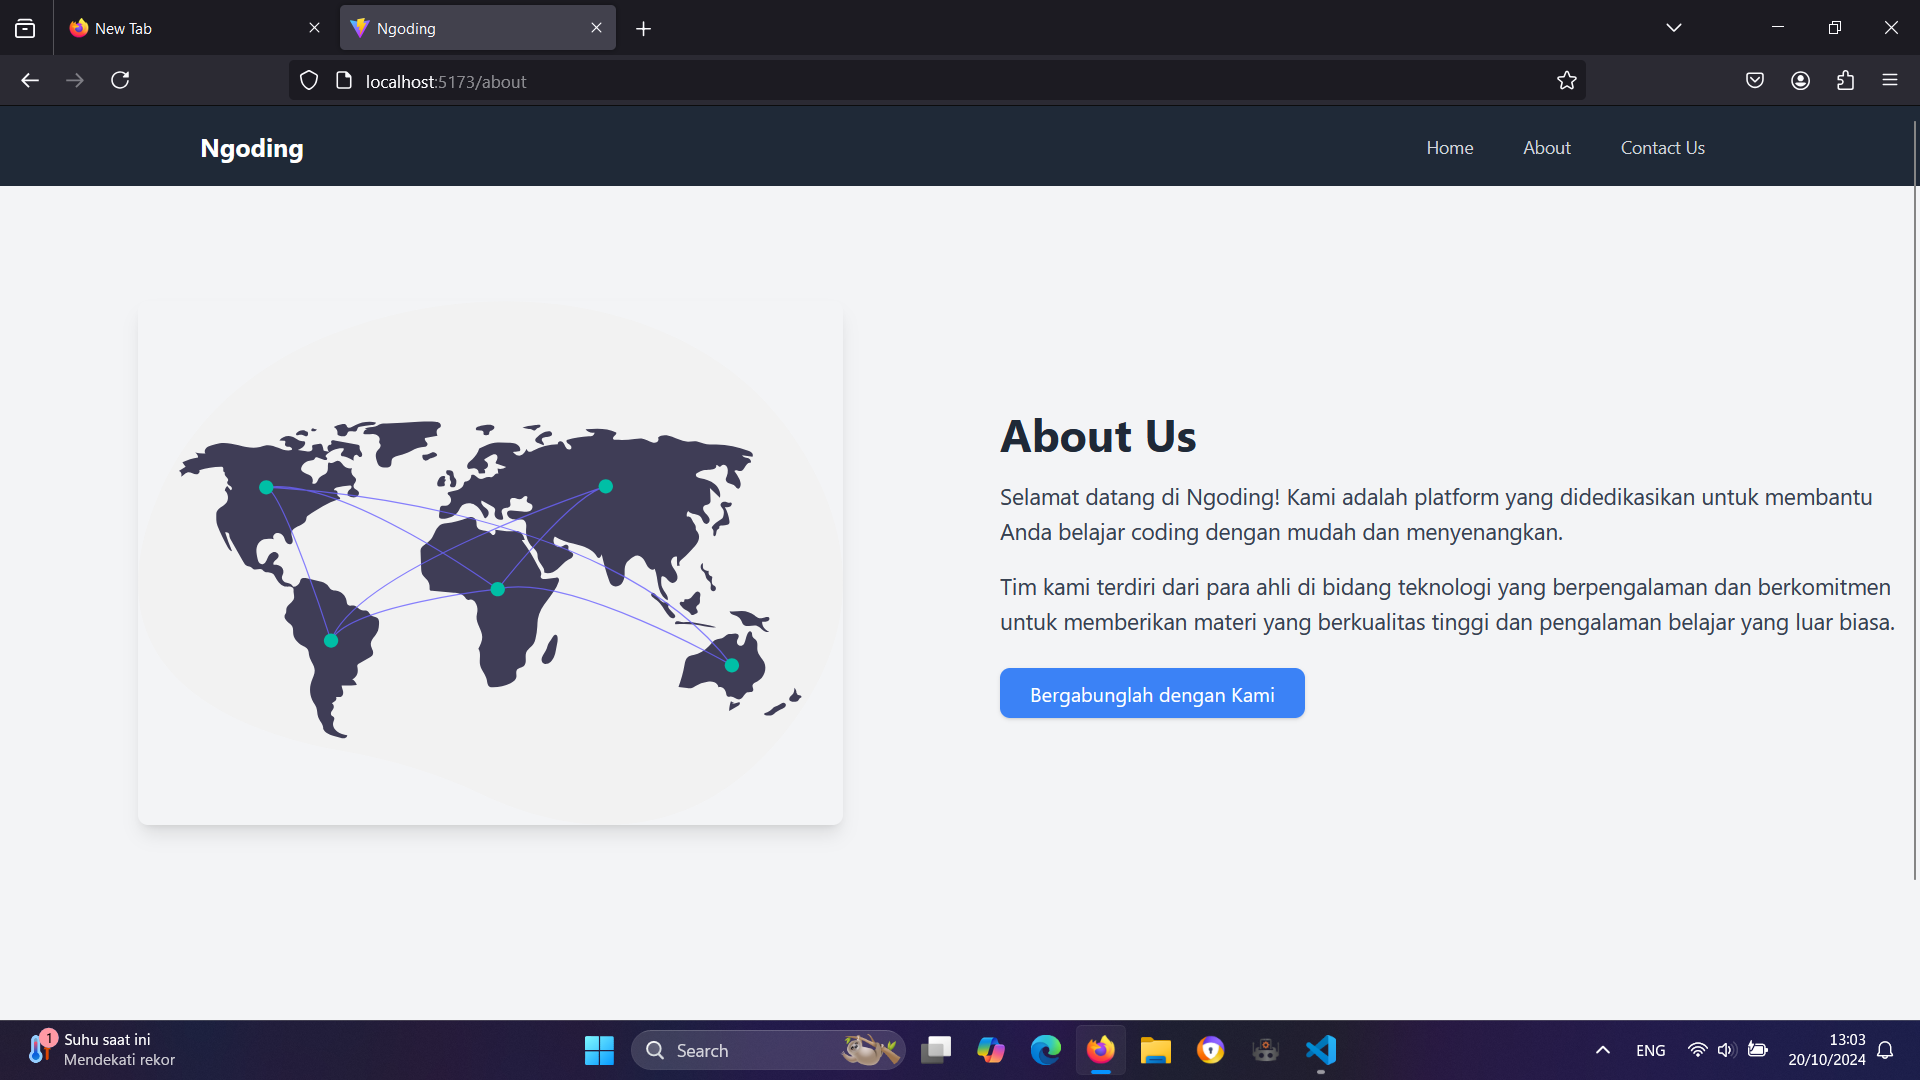 New Tab
Ngoding
localhost:5173/about
Ngoding
Home
About
Contact Us
About Us
Selamat datang di Ngoding! Kami adalah platform yang didedikasikan untuk membantu
Anda belajar coding dengan mudah dan menyenangkan.
Tim kami terdiri dari para ahli di bidang teknologi yang berpengalaman dan berkomitmen
untuk memberikan materi yang berkualitas tinggi dan pengalaman belajar yang luar biasa.
Bergabunglah dengan Kami
1
Suhu saat ini
Mendekati rekor
Search
ENG
13:03
20/10/2024